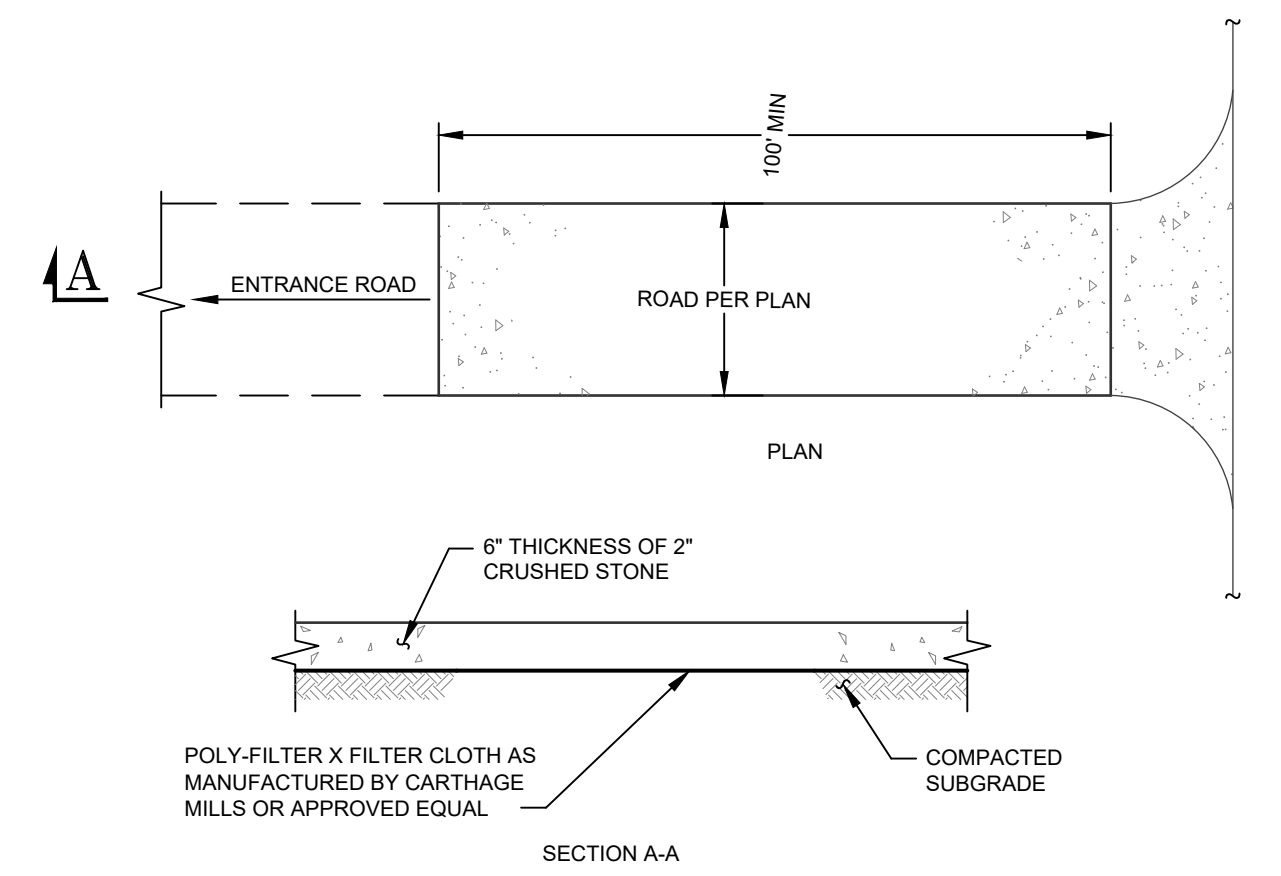 100' MIN
A
ENTRANCE ROAD
ROAD PER PLAN
PLAN
6" THICKNESS OF 2"
CRUSHED STONE
POLY-FILTER X FILTER CLOTH AS
MANUFACTURED BY CARTHAGE
MILLS OR APPROVED EQUAL
COMPACTED
SUBGRADE
SECTION A-A